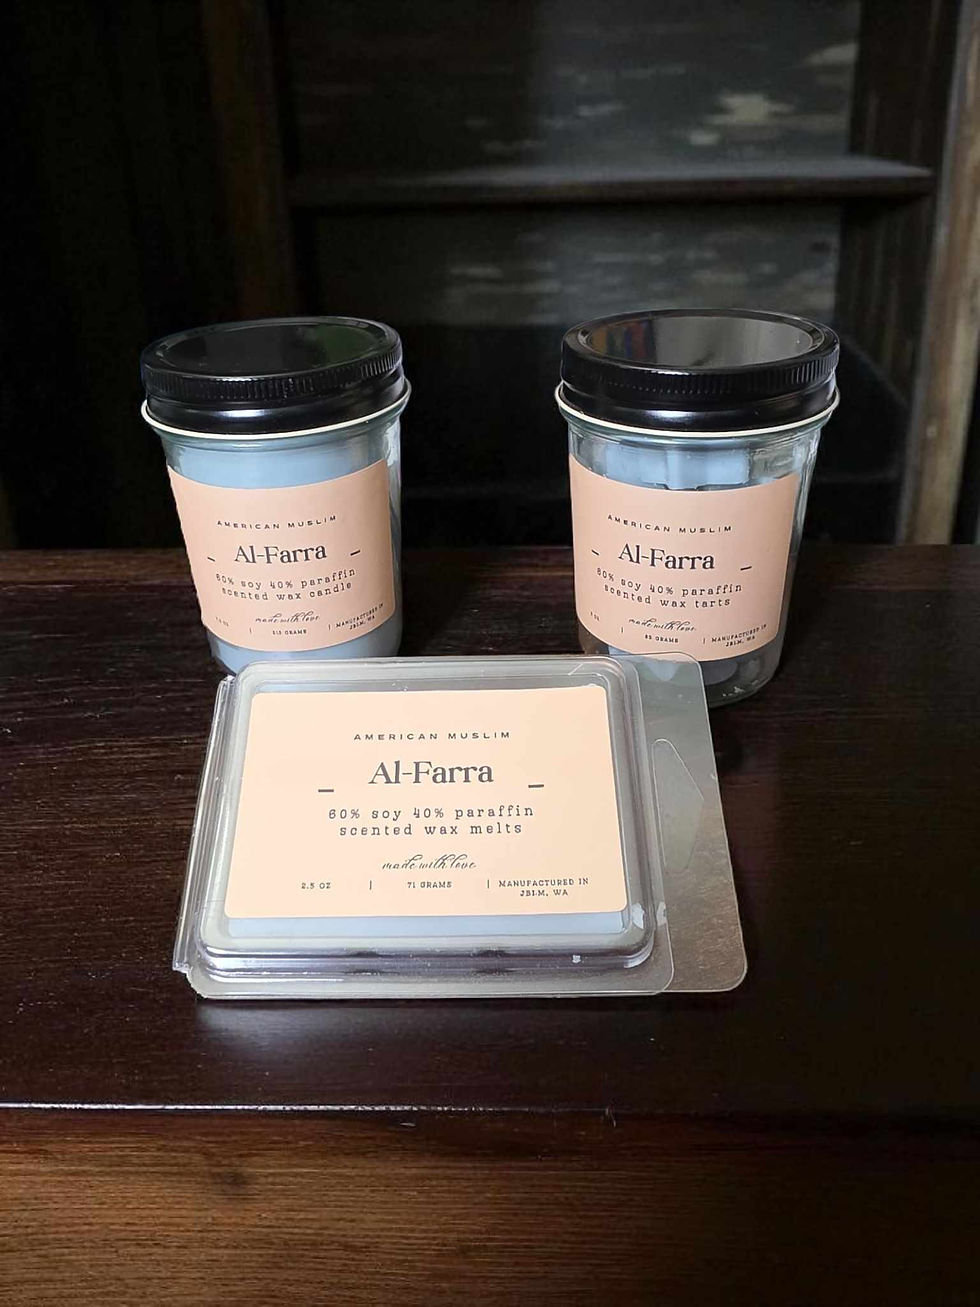 AMERICAN MUSLIM
Al-Farra
60% soy 40% paraffin
scented wax candle
made with love
213 GRAMS
MANUFACTURED IN
JBLM, WA
AMERICAN MUSLIM
Al-Farra
60% soy 40% paraffin
scented wax tarts
made with love
85 GRAMS
MANUFACTURED IN
JBLM, WA
AMERICAN MUSLIM
Al-Farra
60% soy 40% paraffin
scented wax melts
made with love
2.5 OZ | 71 GRAMS | MANUFACTURED IN
JBLM, WA